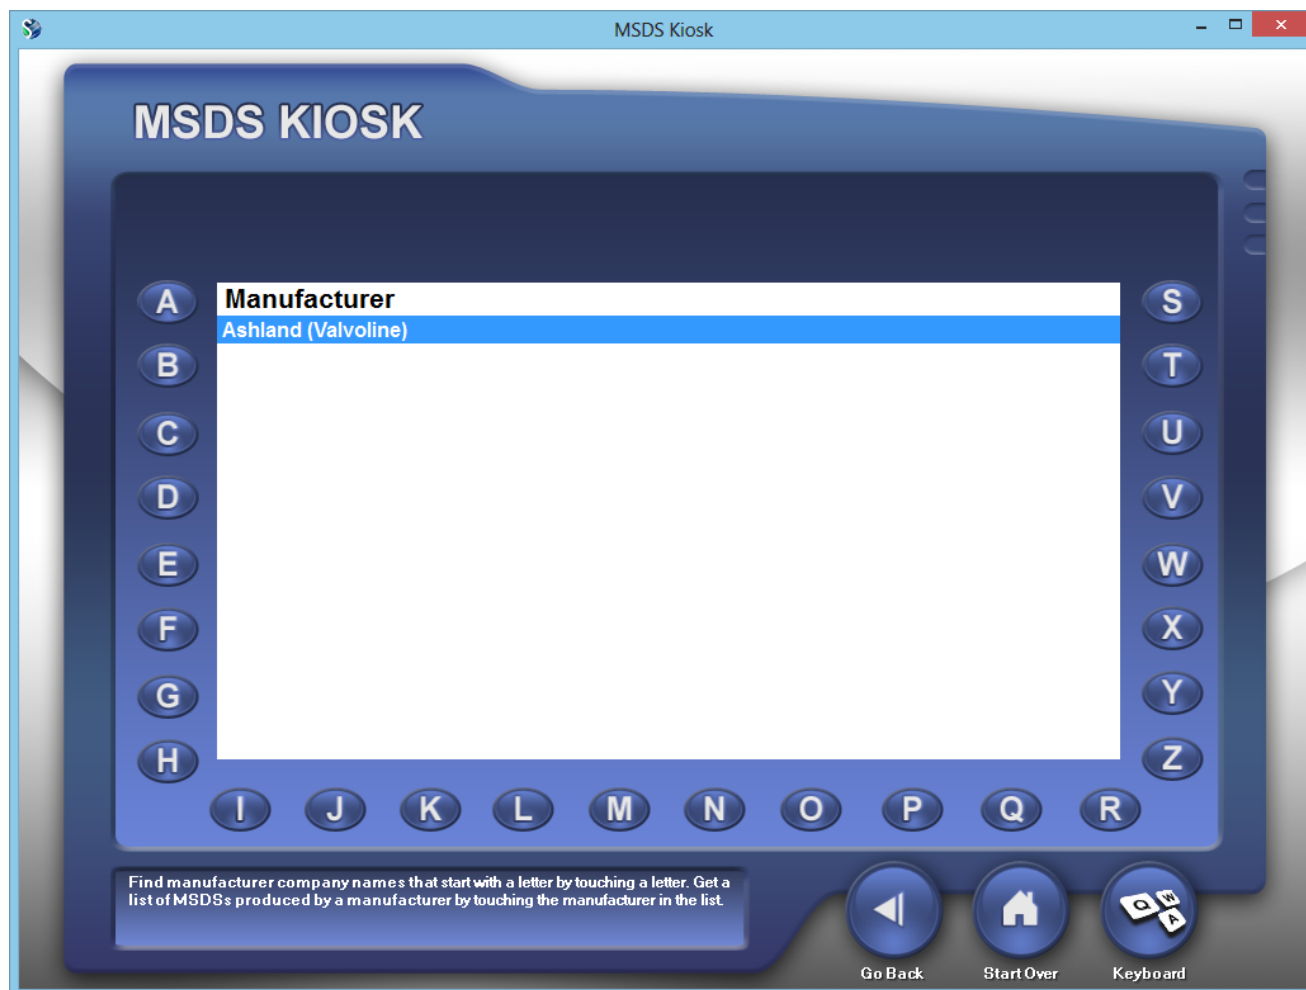 MSDS Kiosk
MSDS KIOSK
A
Manufacturer
S
Ashland (Valvoline)
B
T
C
U
D
V
E
W
F
X
G
Y
H
Z
I J K L M N O P Q R
Find manufacturer company names that start with a letter by touching a letter. Get a
list of MSDSs produced by a manufacturer by touching the manufacturer in the list.
Q W A
Go Back Start Over Keyboard